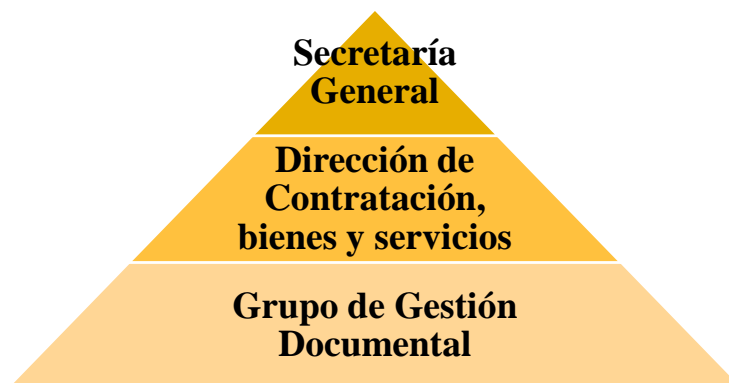 Secretaría
General
Dirección de
Contratación,
bienes y servicios
Grupo de Gestión
Documental